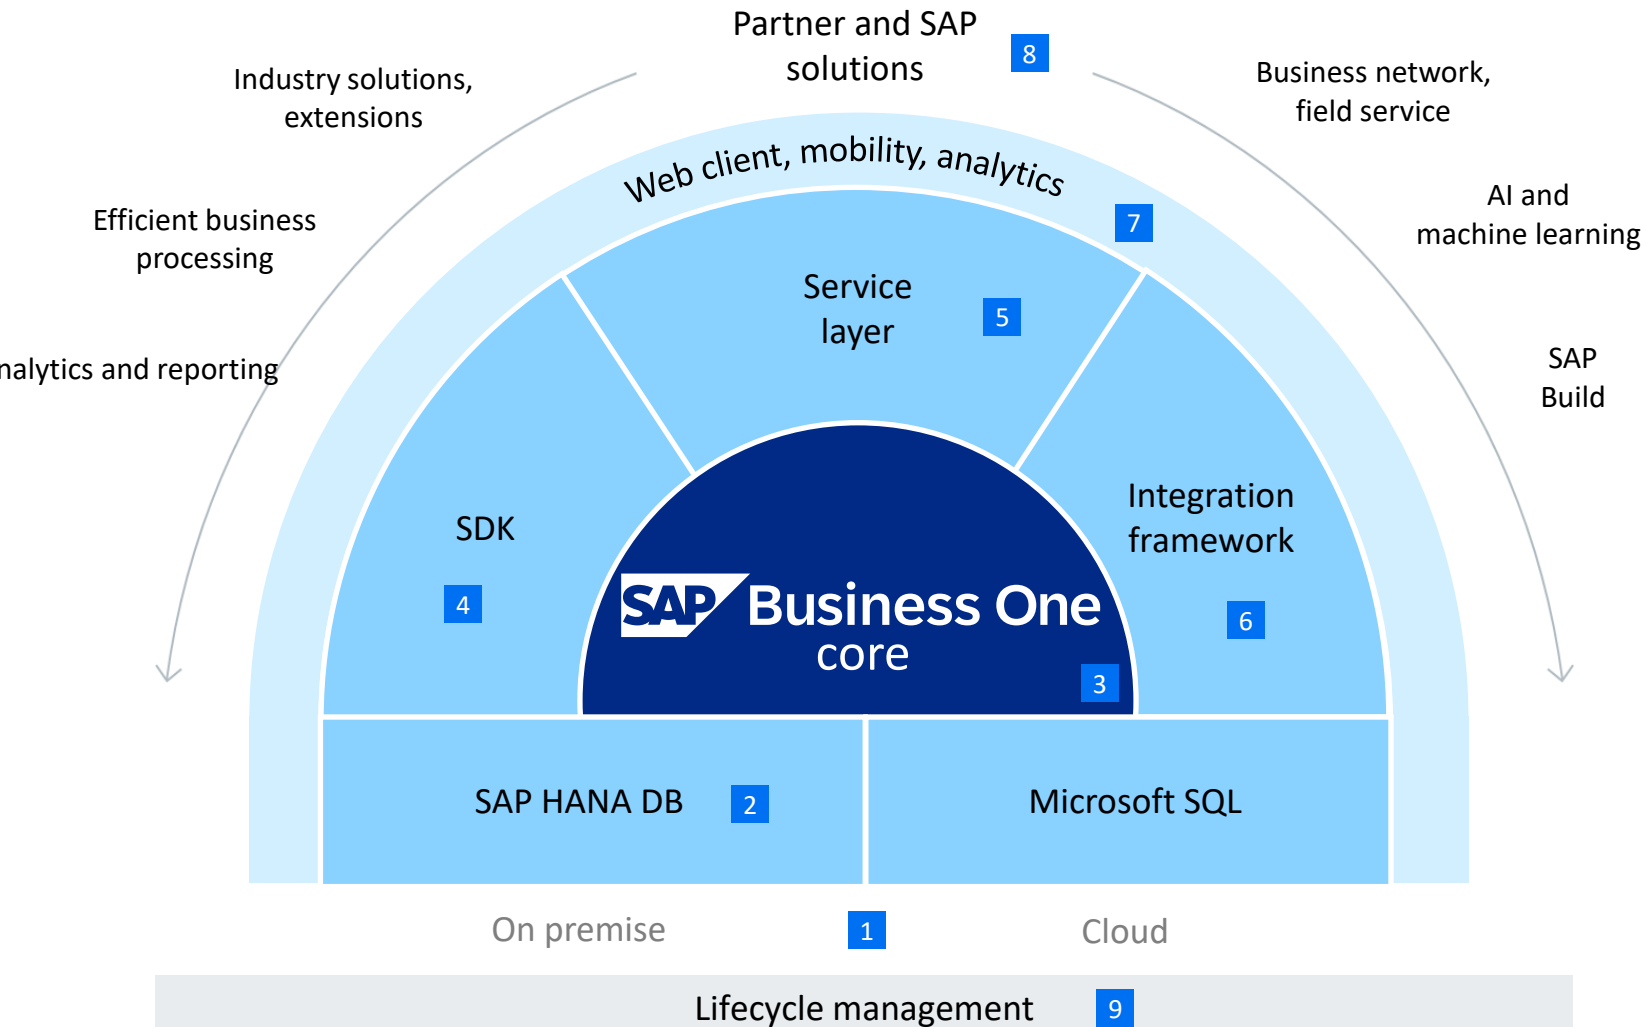 Partner and SAP
solutions
8
Industry solutions,
extensions
Business network,
field service
Web client, mobility, analytics
7
Efficient business
processing
AI and
machine learning
Service
layer
5
nalytics and reporting
SAP
Build
SDK
4
Integration
framework
6
SAP Business One
core
3
SAP HANA DB
2
Microsoft SQL
On premise
1
Cloud
Lifecycle management
9